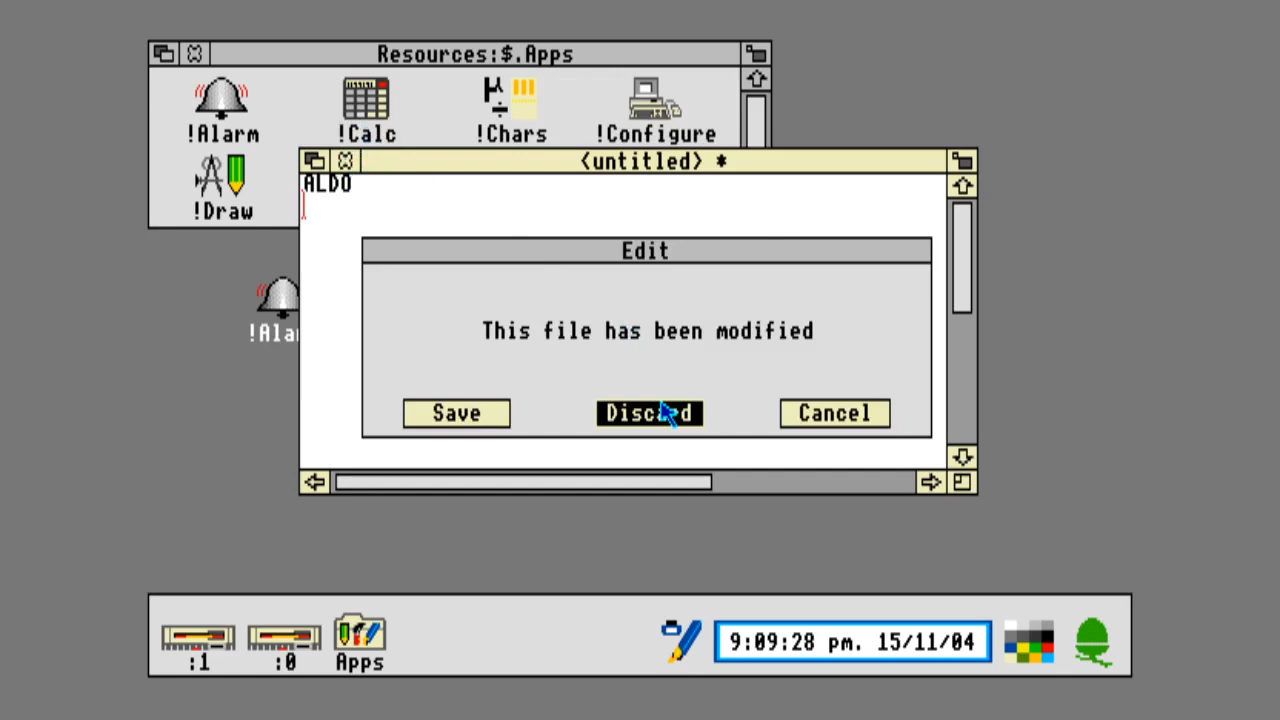 Resources:$.Apps
!Alarm !Calc !Chars !Configure
!Draw
<untitled> *
ALDO
Edit
This file has been modified
Save Discard Cancel
:1 :0 Apps
9:09:28 pm. 15/11/04